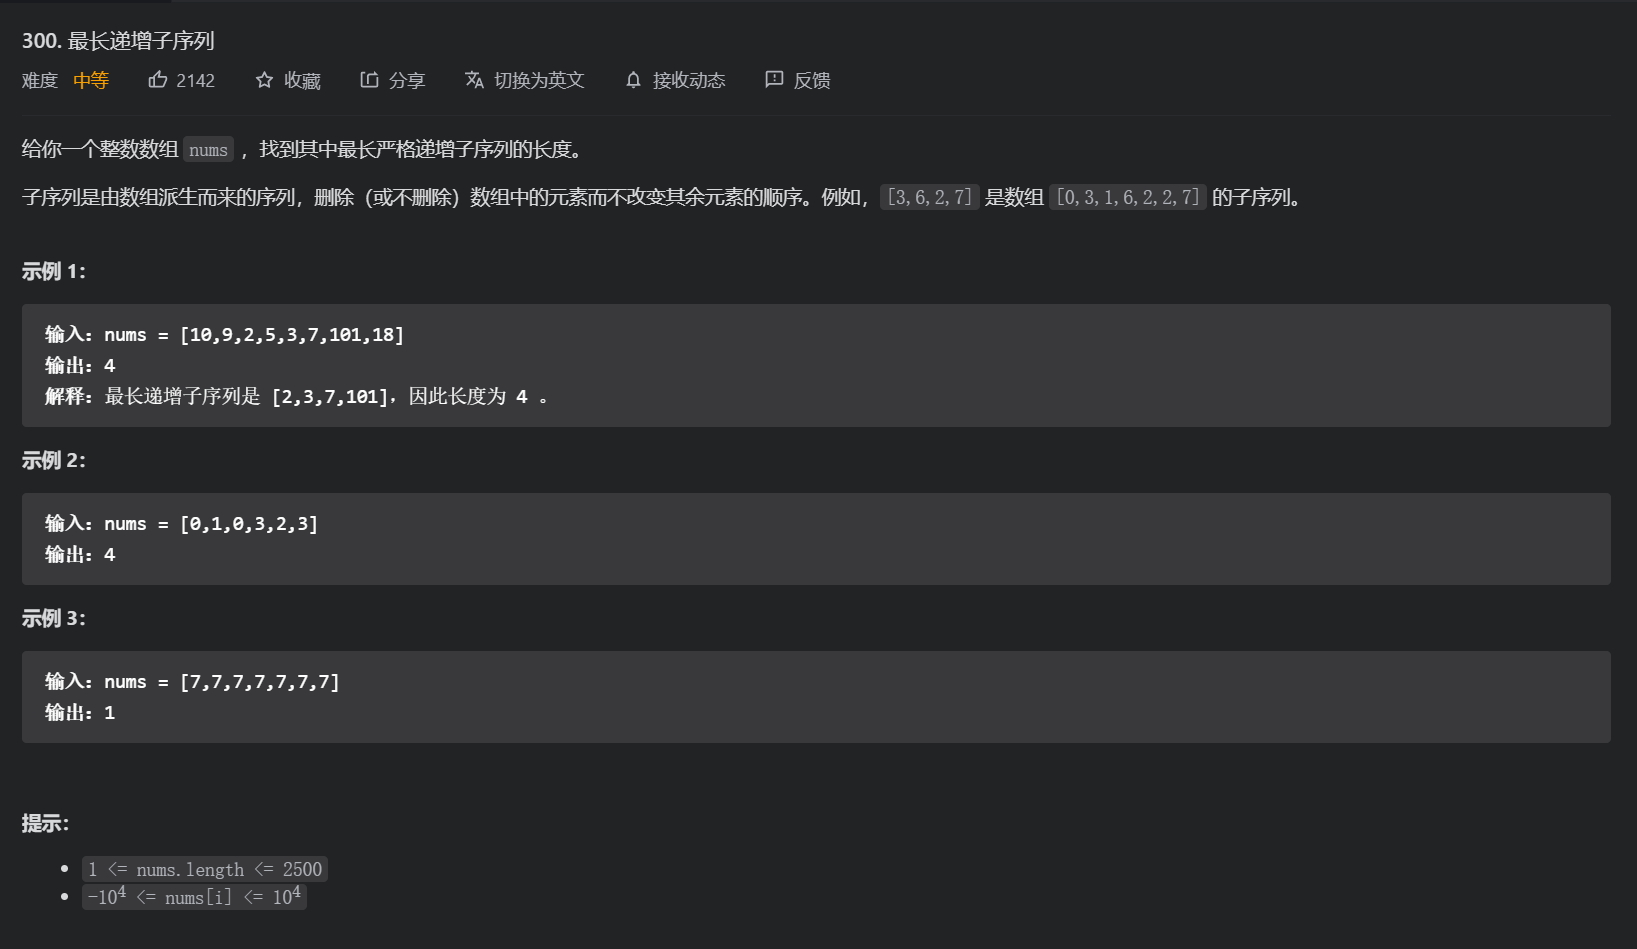 300. 最长递增子序列
难度 中等 2142 收藏 分享 切换为英文 接收动态 反馈
给你一个整数数组 nums ，找到其中最长严格递增子序列的长度。
子序列是由数组派生而来的序列，删除（或不删除）数组中的元素而不改变其余元素的顺序。例如，[3,6,2,7] 是数组 [0,3,1,6,2,2,7] 的子序列。
示例 1：
输入：nums = [10,9,2,5,3,7,101,18]
输出：4
解释：最长递增子序列是 [2,3,7,101]，因此长度为 4 。
示例 2：
输入：nums = [0,1,0,3,2,3]
输出：4
示例 3：
输入：nums = [7,7,7,7,7,7,7]
输出：1
提示：
• 1 <= nums.length <= 2500
• -10⁴ <= nums[i] <= 10⁴